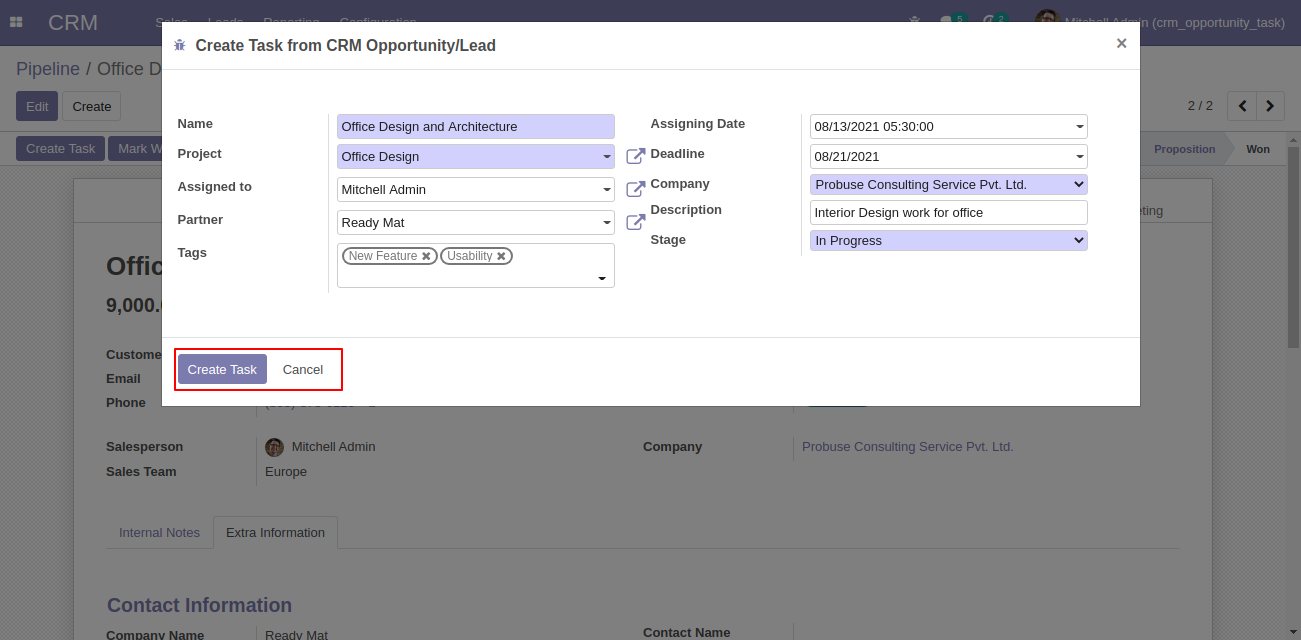 CRM Sales Leads Reporting Configuration 5 2 Mitchell Admin (crm_opportunity_task)
Create Task from CRM Opportunity/Lead ×
Pipeline / Office D
Edit Create 2 / 2
Create Task Mark W Proposition Won
Name Office Design and Architecture Assigning Date 08/13/2021 05:30:00
Project Office Design Deadline 08/21/2021
Assigned to Mitchell Admin Company Probuse Consulting Service Pvt. Ltd.
Partner Ready Mat Description Interior Design work for office
Tags New Feature Usability Stage In Progress
Create Task Cancel
9,000.
Email
Phone
Salesperson Mitchell Admin Company Probuse Consulting Service Pvt. Ltd.
Sales Team Europe
Internal Notes Extra Information
Contact Information
Company Name Ready Mat Contact Name